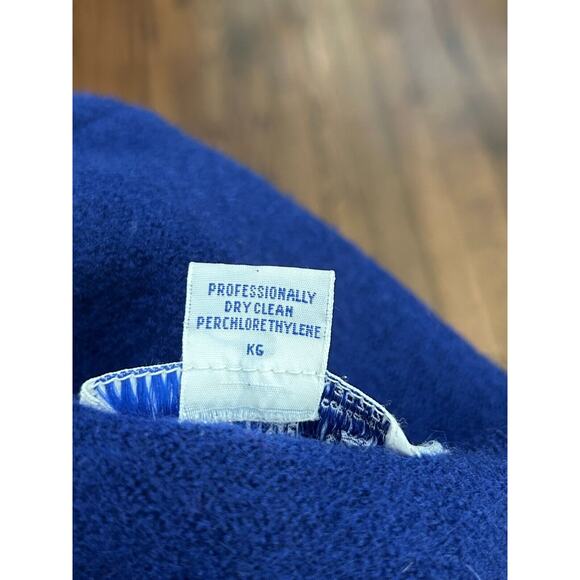 PROFESSIONALLY
DRY CLEAN
PERCHLORETHYLENE
KG